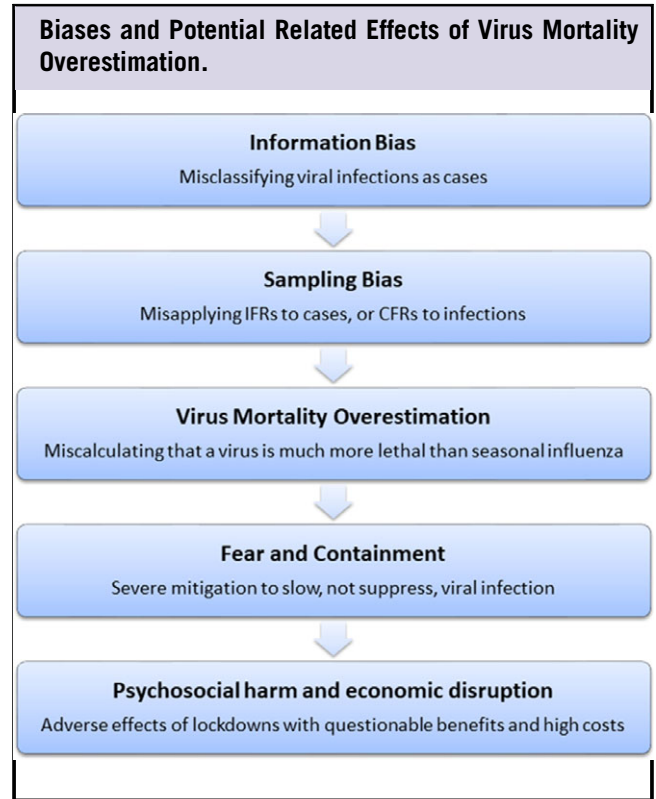 Biases and Potential Related Effects of Virus Mortality
Overestimation.
Information Bias
Misclassifying viral infections as cases
Sampling Bias
Misapplying IFRs to cases, or CFRs to infections
Virus Mortality Overestimation
Miscalculating that a virus is much more lethal than seasonal influenza
Fear and Containment
Severe mitigation to slow, not suppress, viral infection
Psychosocial harm and economic disruption
Adverse effects of lockdowns with questionable benefits and high costs